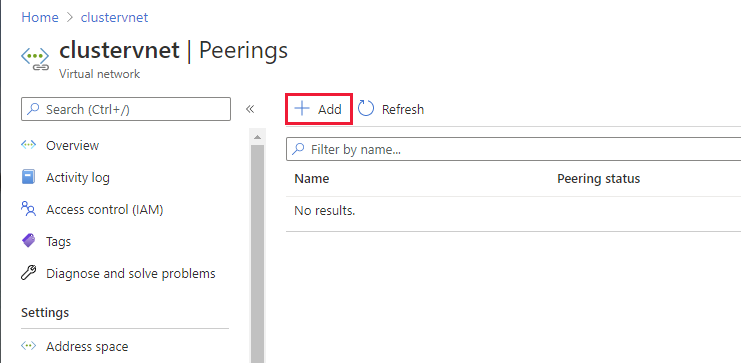 Home > clustervnet
clustervnet | Peerings
Virtual network
Search (Ctrl+/)
«
Add
Refresh
Overview
Activity log
Access control (IAM)
Tags
Diagnose and solve problems
Settings
Address space
Filter by name...
Name Peering status
No results.